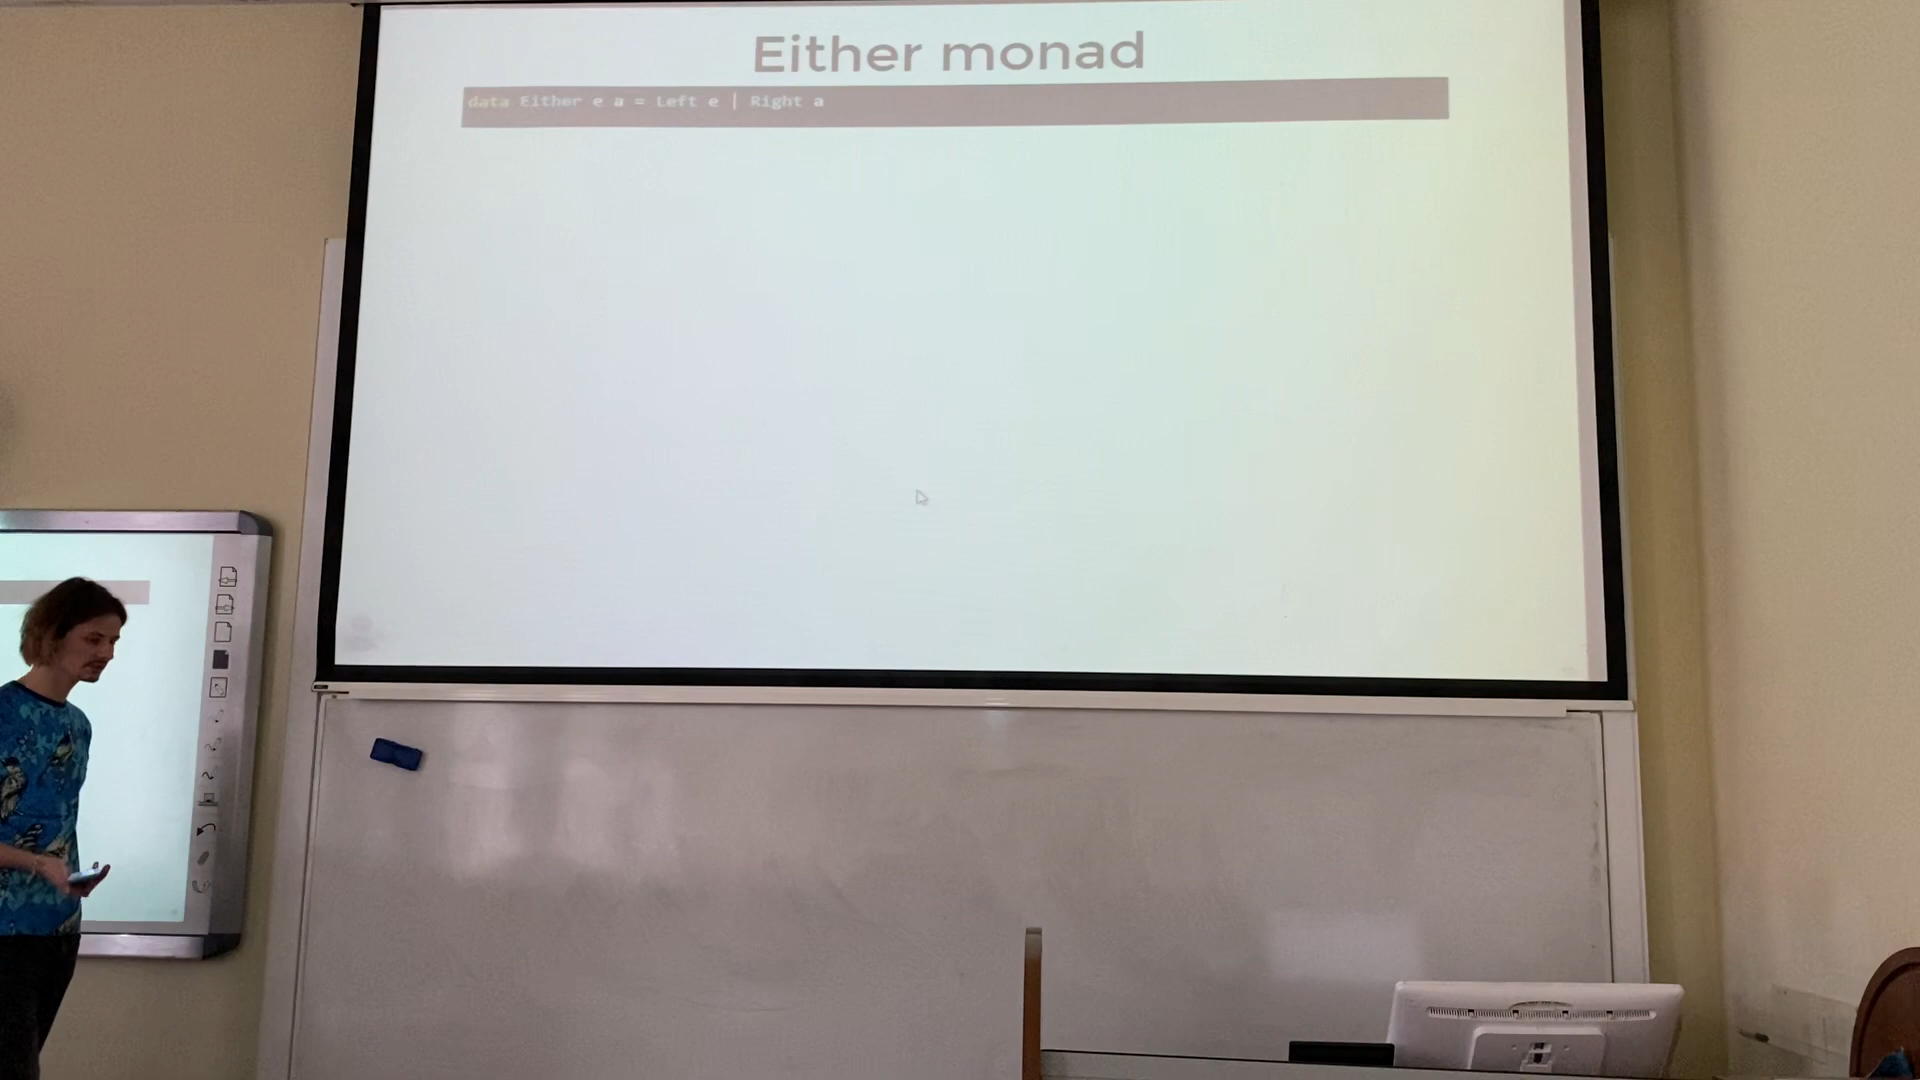 Either monad
data Either e a = Left e | Right a